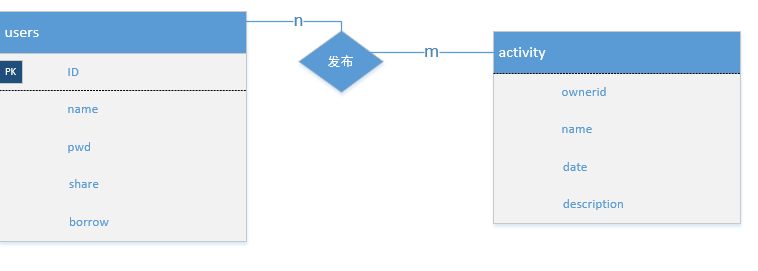 users
PK ID
name
pwd
share
borrow
n
发布
m
activity
ownerid
name
date
description